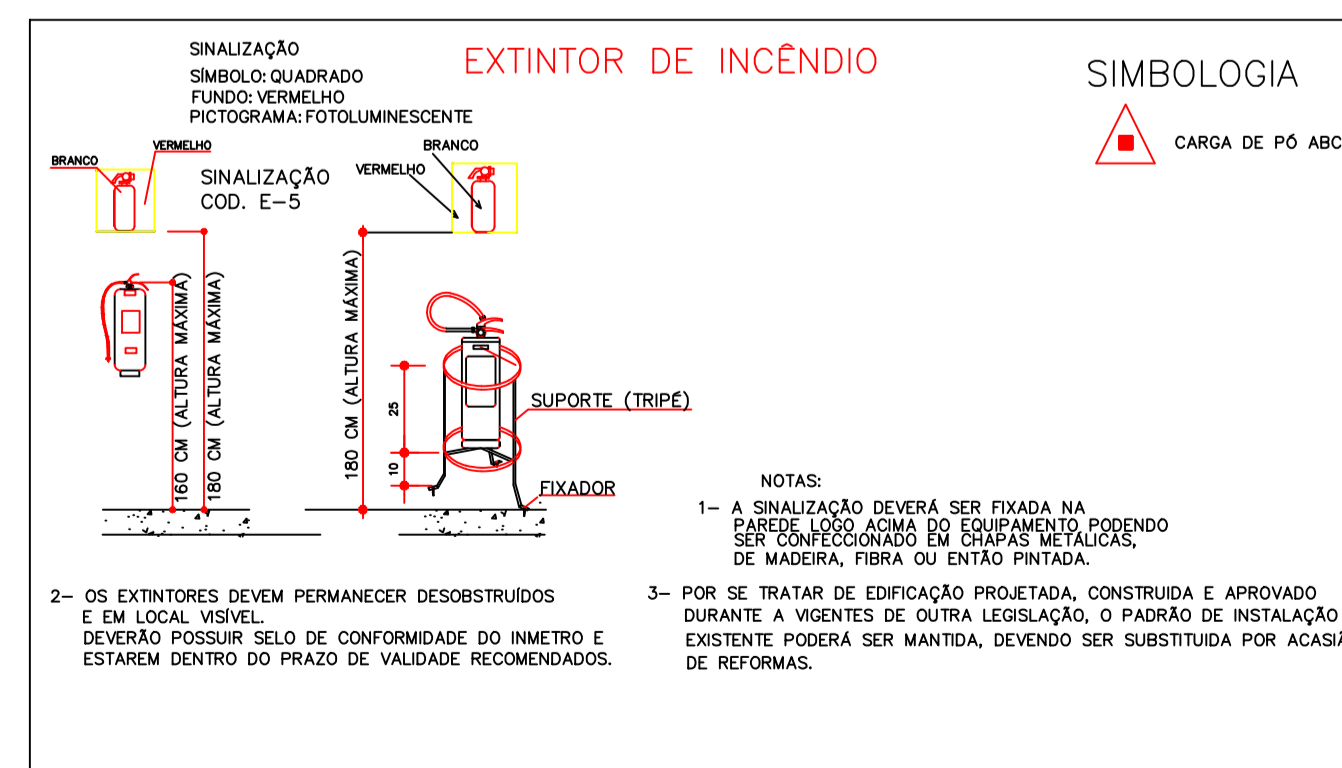 SINALIZAÇÃO
SÍMBOLO: QUADRADO
FUNDO: VERMELHO
PICTOGRAMA: FOTOLUMINESCENTE
EXTINTOR DE INCÊNDIO
SIMBOLOGIA
CARGA DE PÓ ABC
BRANCO
VERMELHO
SINALIZAÇÃO
COD. E-5
VERMELHO
BRANCO
160 CM (ALTURA MÁXIMA)
180 CM (ALTURA MÁXIMA)
180 CM (ALTURA MÁXIMA)
25
10
SUPORTE (TRIPÉ)
FIXADOR
NOTAS:
1- A SINALIZAÇÃO DEVERÁ SER FIXADA NA
PAREDE LOGO ACIMA DO EQUIPAMENTO PODENDO
SER CONFECCIONADO EM CHAPAS METÁLICAS,
DE MADEIRA, FIBRA OU ENTÃO PINTADA.
2- OS EXTINTORES DEVEM PERMANECER DESOBSTRUÍDOS
E EM LOCAL VISÍVEL.
DEVERÃO POSSUIR SELO DE CONFORMIDADE DO INMETRO E
ESTAREM DENTRO DO PRAZO DE VALIDADE RECOMENDADOS.
3- POR SE TRATAR DE EDIFICAÇÃO PROJETADA, CONSTRUIDA E APROVADO
DURANTE A VIGENTES DE OUTRA LEGISLAÇÃO, O PADRÃO DE INSTALAÇÃO
EXISTENTE PODERÁ SER MANTIDA, DEVENDO SER SUBSTITUIDA POR
DE REFORMAS.